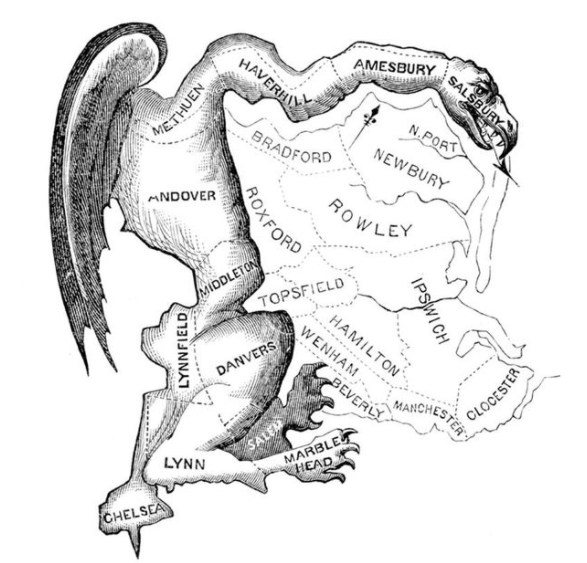 AMESBURY
HAVERHILL
SALSBURY
METHUEN
N.PORT
BRADFORD
NEWBURY
ANDOVER
ROXFORD
ROWLEY
MIDDLETON
TOPSFIELD
IPSWICH
LYNNFIELD
DANVERS
HAMILTON
WENHAM
BEVERLY
MANCHESTER
GLOCESTER
SALEM
LYNN
MARBLE
HEAD
CHELSEA